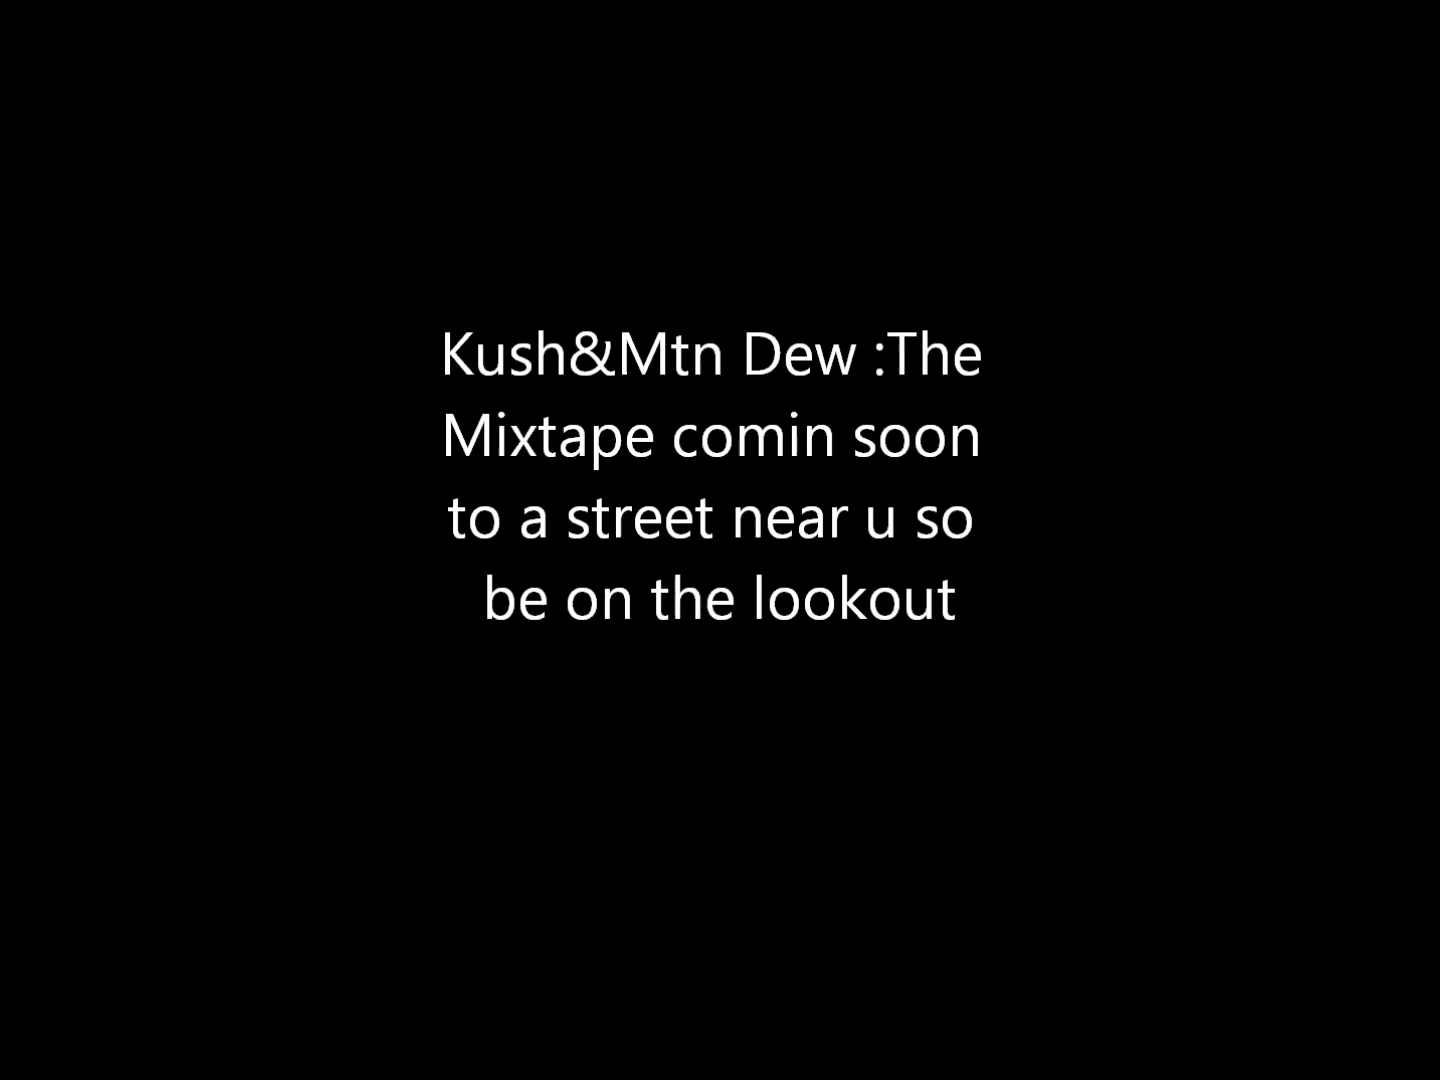 Kush&Mtn Dew :The
Mixtape comin soon
to a street near u so
be on the lookout